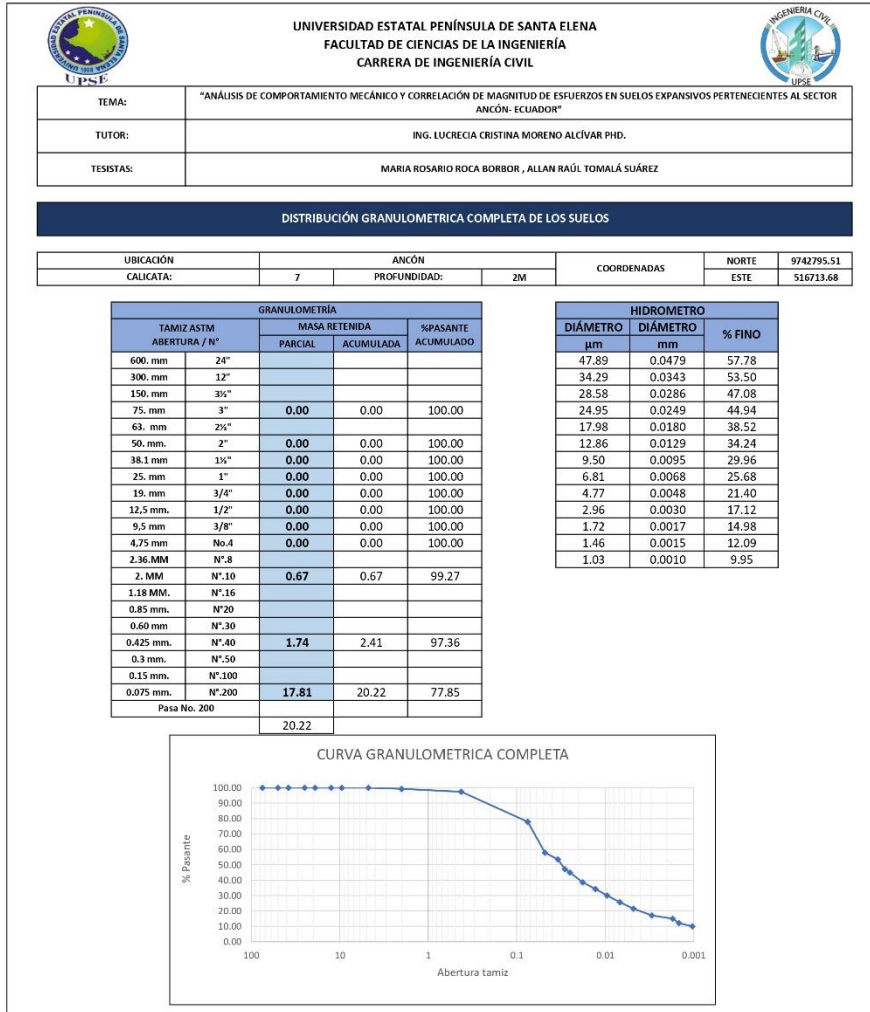 UNIVERSIDAD ESTATAL PENÍNSULA DE SANTA ELENA
FACULTAD DE CIENCIAS DE LA INGENIERÍA
CARRERA DE INGENIERÍA CIVIL
UNIVERSIDAD ESTATAL PENINSULA DE SANTA ELENA
UPSE
INGENIERIA CIVIL
UPSE
TEMA: "ANÁLISIS DE COMPORTAMIENTO MECÁNICO Y CORRELACIÓN DE MAGNITUD DE ESFUERZOS EN SUELOS EXPANSIVOS PERTENECIENTES AL SECTOR
ANCÓN- ECUADOR"
TUTOR: ING. LUCRECIA CRISTINA MORENO ALCÍVAR PHD.
TESISTAS: MARIA ROSARIO ROCA BORBOR , ALLAN RAÚL TOMALÁ SUÁREZ
DISTRIBUCIÓN GRANULOMETRICA COMPLETA DE LOS SUELOS
UBICACIÓN ANCÓN COORDENADAS NORTE 9742795.51
CALICATA: 7 PROFUNDIDAD: 2M ESTE 516713.68
GRANULOMETRÍA
TAMIZ ASTM MASA RETENIDA %PASANTE
ABERTURA / N° PARCIAL ACUMULADA ACUMULADO
600. mm 24"
300. mm 12"
150. mm 3½"
75. mm 3" 0.00 0.00 100.00
63. mm 2½"
50. mm. 2" 0.00 0.00 100.00
38.1 mm 1½" 0.00 0.00 100.00
25. mm 1" 0.00 0.00 100.00
19. mm 3/4" 0.00 0.00 100.00
12,5 mm. 1/2" 0.00 0.00 100.00
9,5 mm 3/8" 0.00 0.00 100.00
4,75 mm No.4 0.00 0.00 100.00
2.36.MM N°.8
2. MM N°.10 0.67 0.67 99.27
1.18 MM. N°.16
0.85 mm. N°20
0.60 mm N°.30
0.425 mm. N°.40 1.74 2.41 97.36
0.3 mm. N°.50
0.15 mm. N°.100
0.075 mm. N°.200 17.81 20.22 77.85
Pasa No. 200
20.22
HIDROMETRO
DIÁMETRO DIÁMETRO % FINO
µm mm
47.89 0.0479 57.78
34.29 0.0343 53.50
28.58 0.0286 47.08
24.95 0.0249 44.94
17.98 0.0180 38.52
12.86 0.0129 34.24
9.50 0.0095 29.96
6.81 0.0068 25.68
4.77 0.0048 21.40
2.96 0.0030 17.12
1.72 0.0017 14.98
1.46 0.0015 12.09
1.03 0.0010 9.95
CURVA GRANULOMETRICA COMPLETA
% Pasante
100.00
90.00
80.00
70.00
60.00
50.00
40.00
30.00
20.00
10.00
0.00
100 10 1 0.1 0.01 0.001
Abertura tamiz